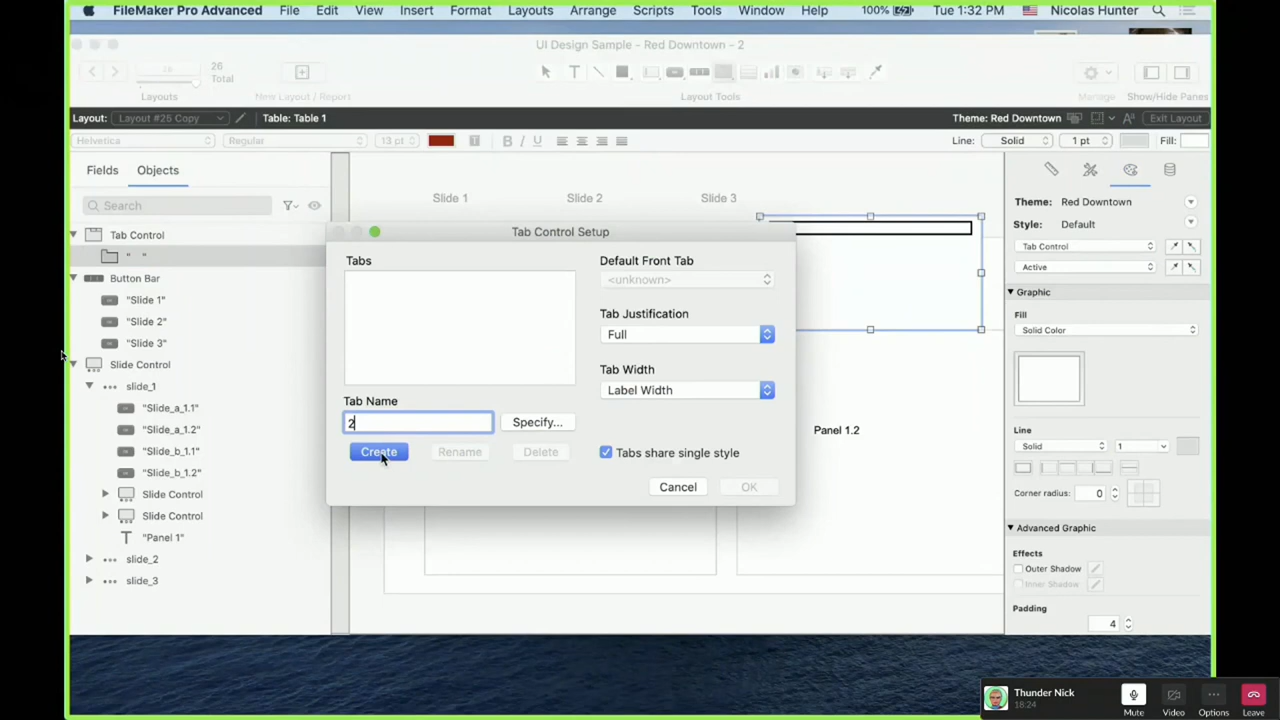 FileMaker Pro Advanced File Edit View Insert Format Layouts Arrange Scripts Tools Window Help 100% Tue 1:32 PM Nicolas Hunter
UI Design Sample - Red Downtown - 2
26
26
Total
Layouts
New Layout / Report
Layout Tools
Manage
Show/Hide Panes
Layout: Layout #25 Copy Table: Table 1 Theme: Red Downtown Aª Exit Layout
Helvetica Regular 13 pt B I U Line: Solid 1 pt Fill:
Fields Objects
Search
Tab Control
" "
Button Bar
"Slide 1"
"Slide 2"
"Slide 3"
Slide Control
slide_1
"Slide_a_1.1"
"Slide_a_1.2"
"Slide_b_1.1"
"Slide_b_1.2"
Slide Control
Slide Control
T "Panel 1"
slide_2
slide_3
Slide 1 Slide 2 Slide 3
Tab Control Setup
Tabs
Tab Name
2
Specify...
Create Rename Delete
Default Front Tab
<unknown>
Tab Justification
Full
Tab Width
Label Width
Tabs share single style
Cancel OK
Panel 1.2
Theme: Red Downtown
Style: Default
Tab Control
Active
Graphic
Fill
Solid Color
Line
Solid 1
Corner radius: 0
Advanced Graphic
Effects
Outer Shadow
Inner Shadow
Padding
4
Thunder Nick
18:24
Mute Video Options Leave